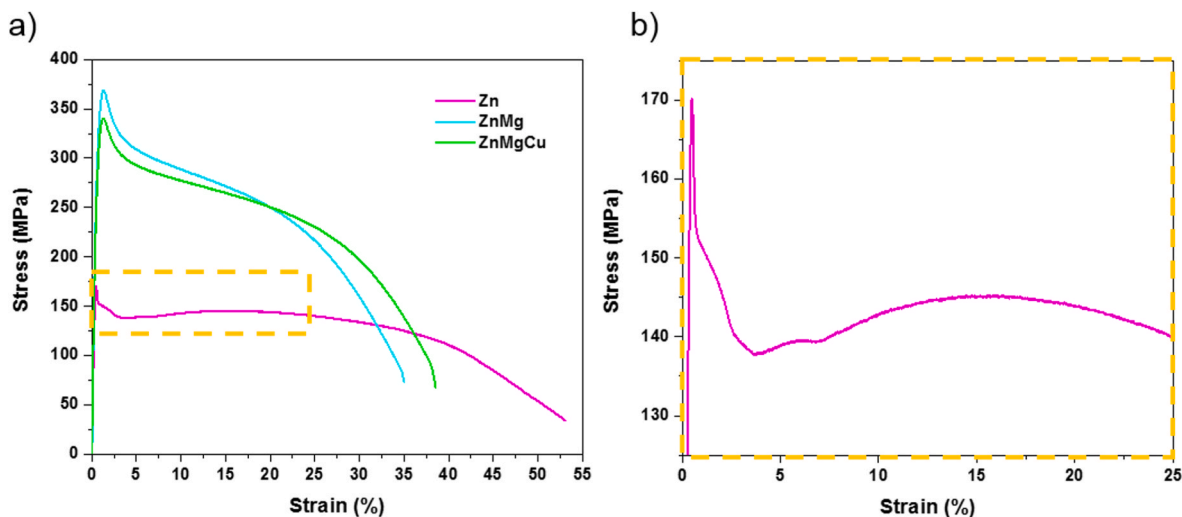 a)
400
350
300
250
200
150
100
50
0
Stress (MPa)
0 5 10 15 20 25 30 35 40 45 50 55
Strain (%)
Zn
ZnMg
ZnMgCu
b)
170
160
150
140
130
Stress (MPa)
0 5 10 15 20 25
Strain (%)